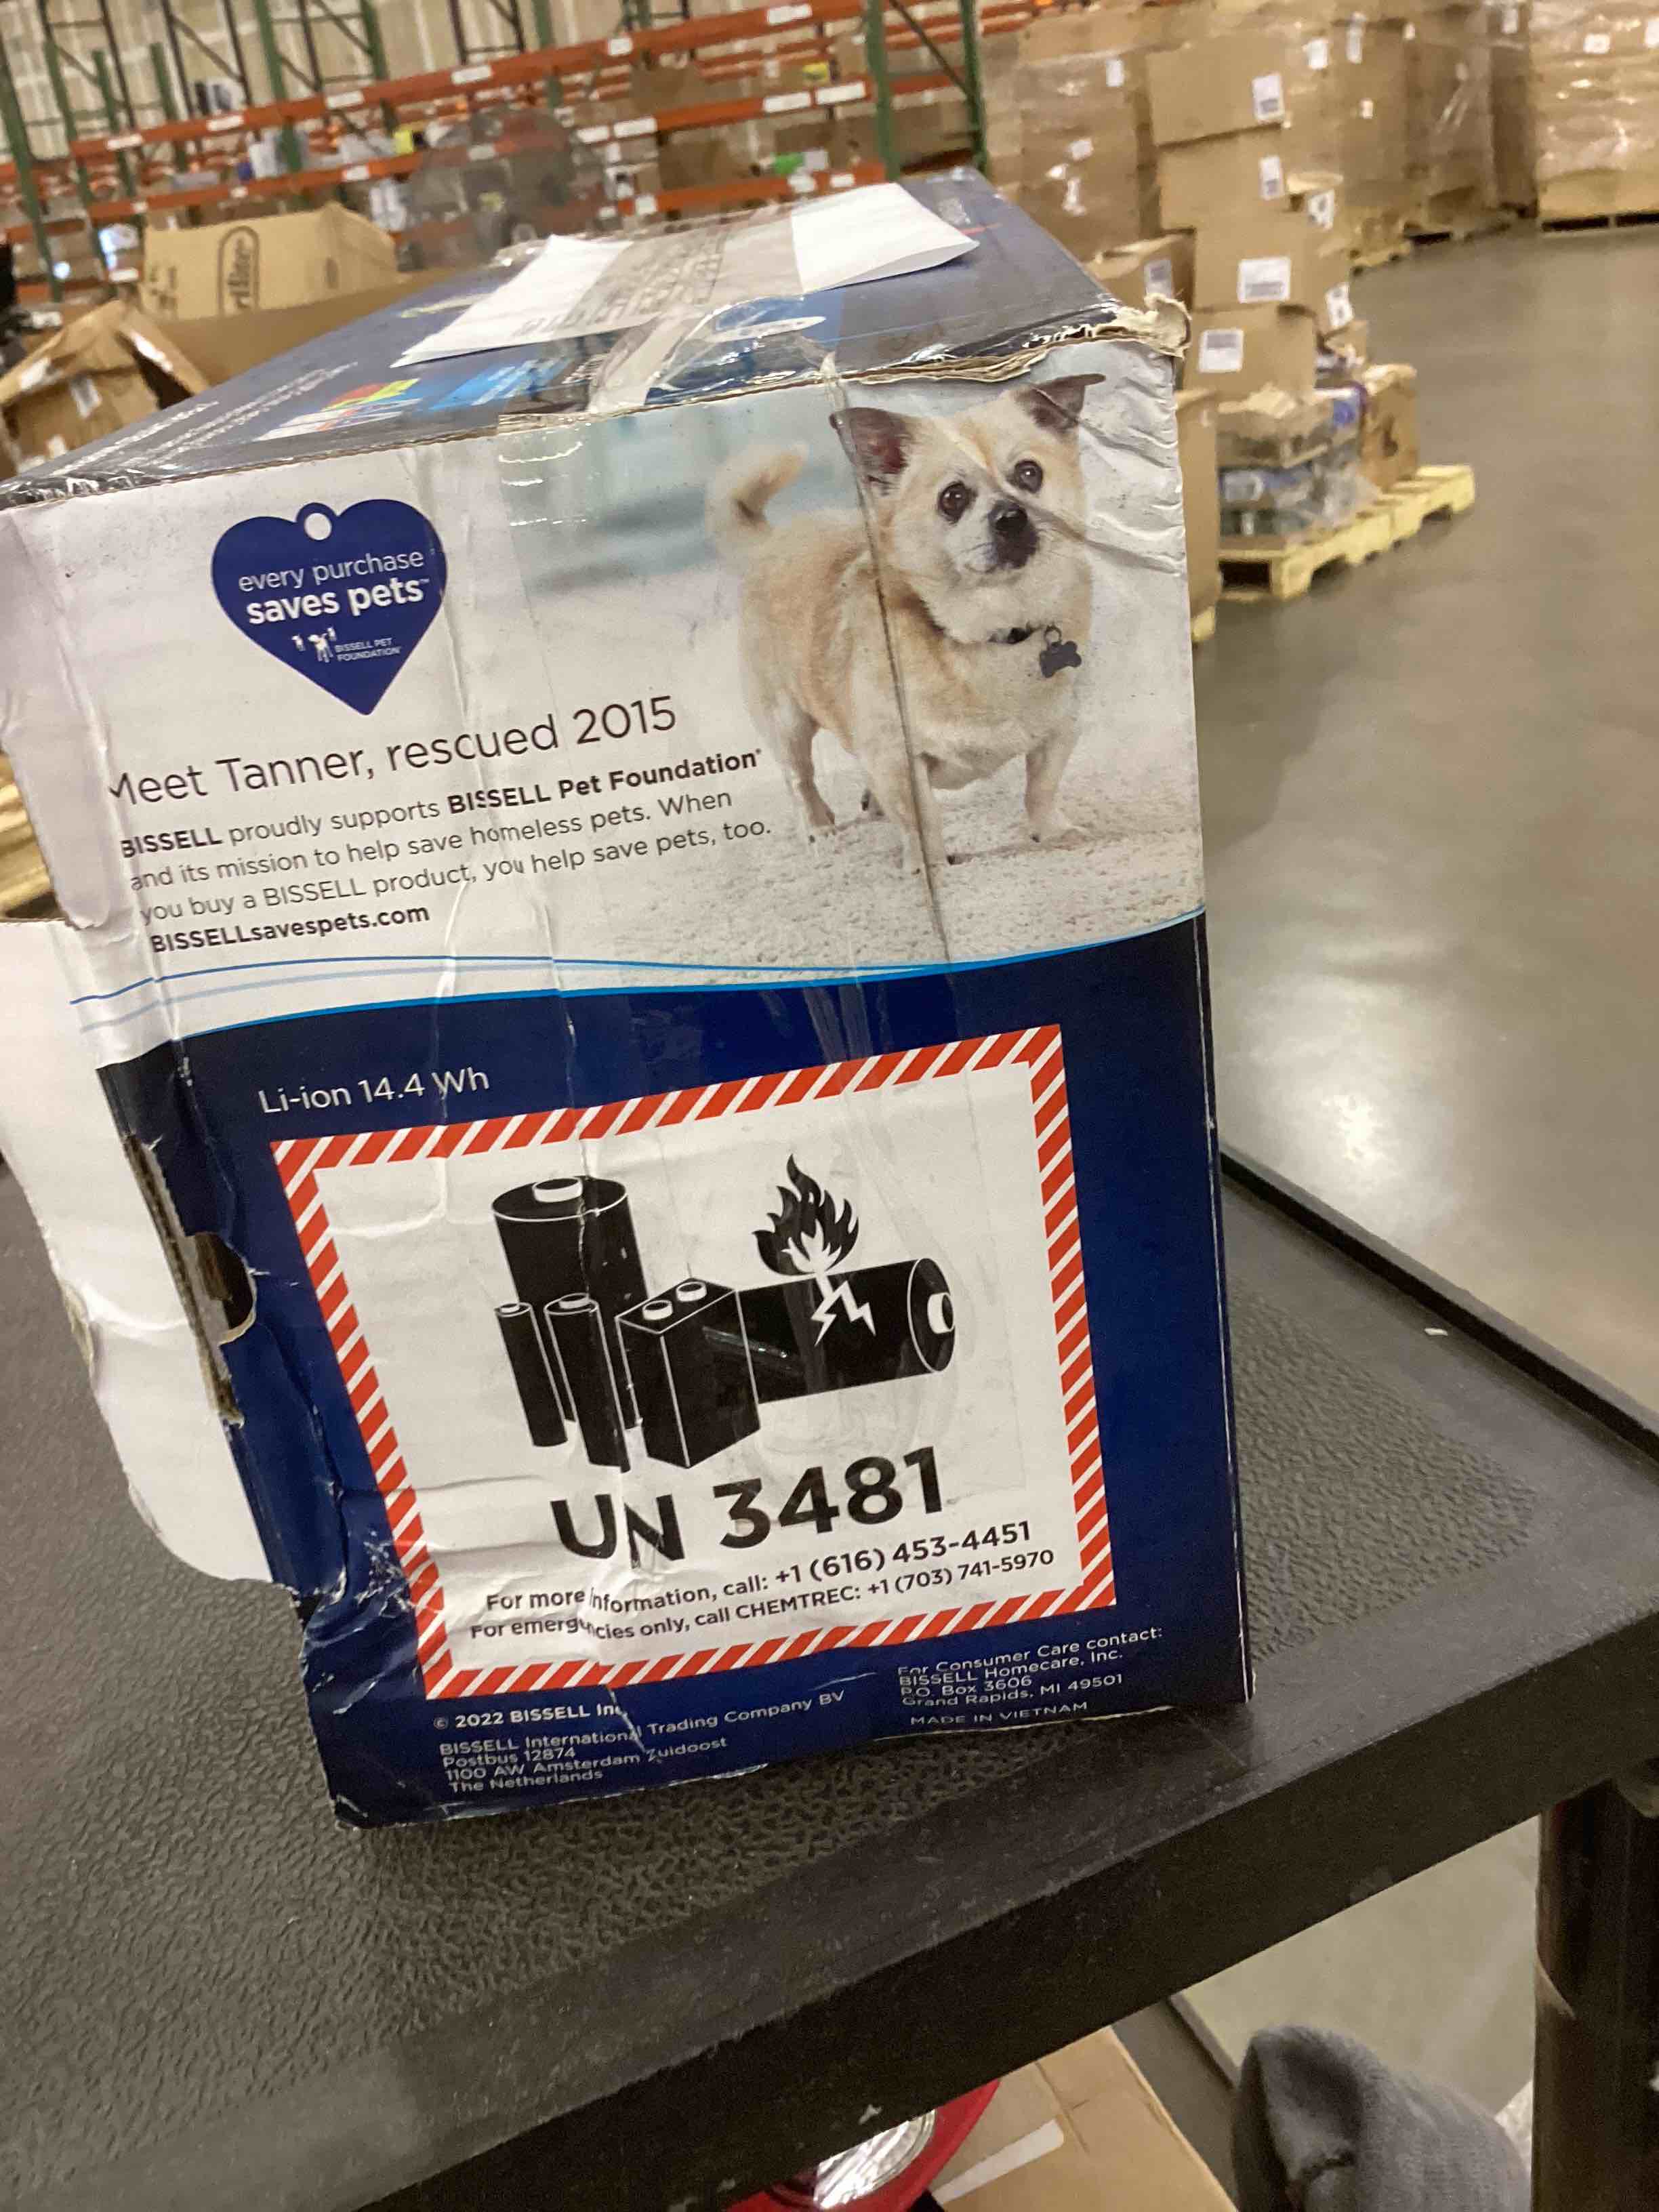 every purchase
saves pets™
BISSELL PET
FOUNDATION
Meet Tanner, rescued 2015
BISSELL proudly supports BISSELL Pet Foundation®
and its mission to help save homeless pets. When
you buy a BISSELL product, you help save pets, too.
BISSELLsavespets.com
Li-ion 14.4 Wh
UN 3481
For more information, call: +1 (616) 453-4451
For emergencies only, call CHEMTREC: +1 (703) 741-5970
© 2022 BISSELL Inc.
BISSELL International Trading Company BV
Postbus 12874
1100 AW Amsterdam Zuidoost
The Netherlands
For Consumer Care contact:
BISSELL Homecare, Inc.
P.O. Box 3606
Grand Rapids, MI 49501
MADE IN VIETNAM